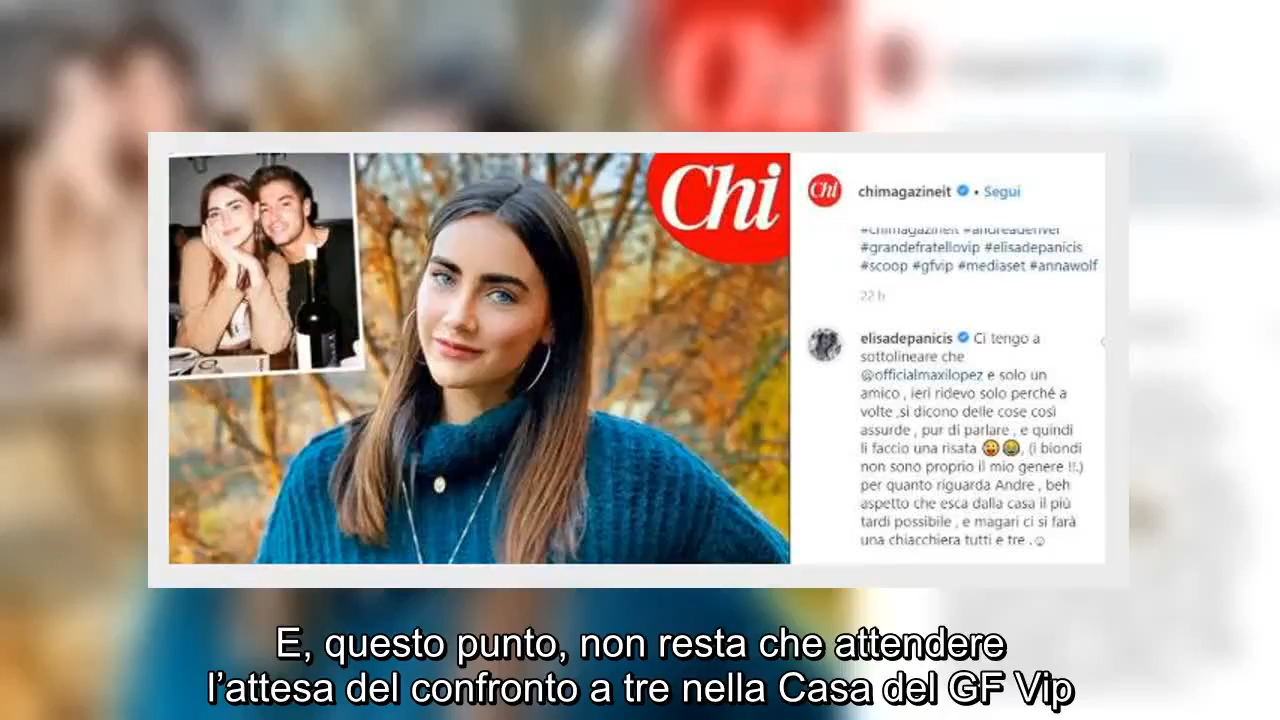 Chi
Chi
chimagazineit • Segui
#chimagazineit #andreadenver
#grandefratellovip #elisadepanicis
#scoop #gfvip #mediaset #annawolf
22 h
elisadepanicis Ci tengo a
sottolineare che
@officialmaxilopez e solo un
amico , ieri ridevo solo perché a
volte ,si dicono delle cose così
assurde , pur di parlare , e quindi
li faccio una risata 😜😭, (i biondi
non sono proprio il mio genere !!.)
per quanto riguarda Andre , beh
aspetto che esca dalla casa il più
tardi possibile , e magari ci si farà
una chiacchiera tutti e tre .☺
E, questo punto, non resta che attendere
l’attesa del confronto a tre nella Casa del GF Vip